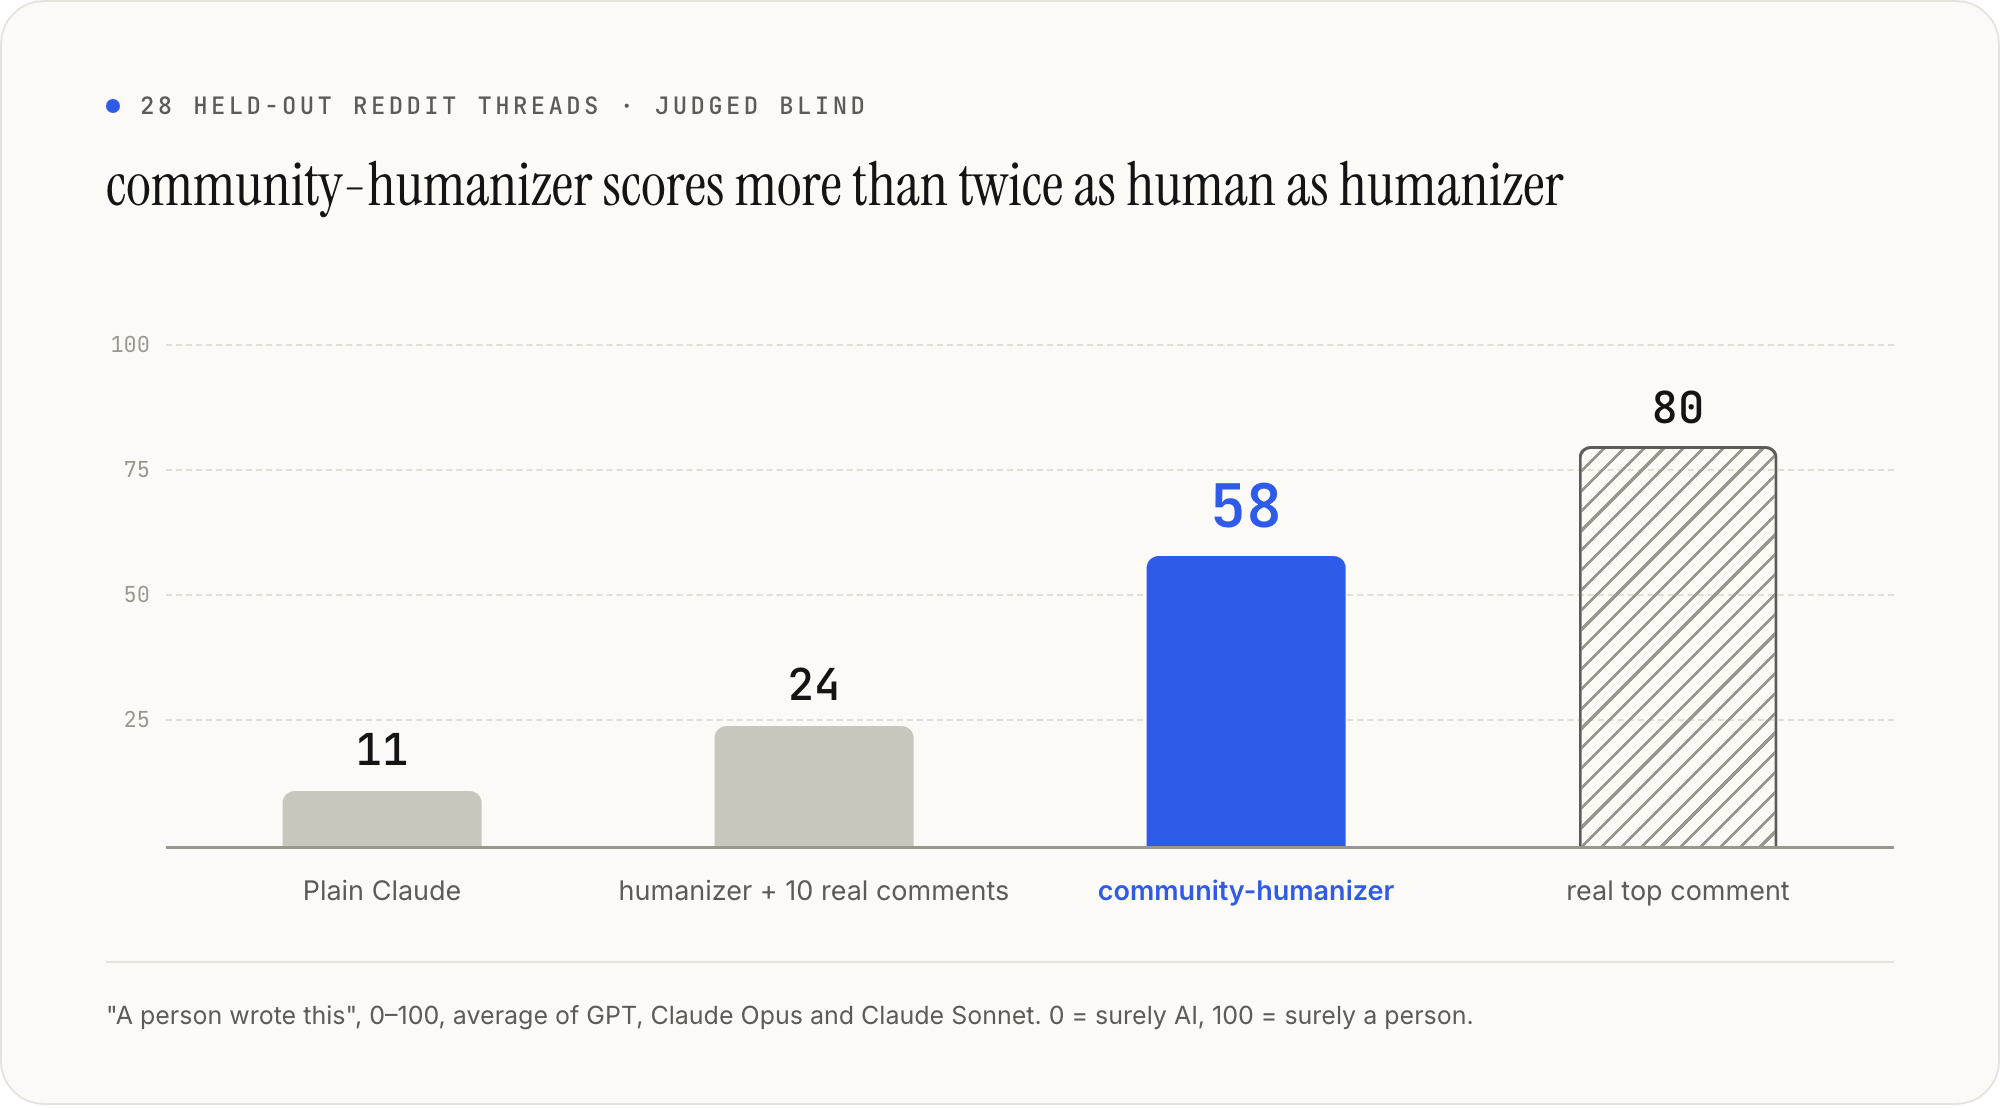 28 HELD-OUT REDDIT THREADS · JUDGED BLIND
community-humanizer scores more than twice as human as humanizer
100
80
75
58
50
24
25
11
Plain Claude
humanizer + 10 real comments
community-humanizer
real top comment
"A person wrote this", 0–100, average of GPT, Claude Opus and Claude Sonnet. 0 = surely AI, 100 = surely a person.